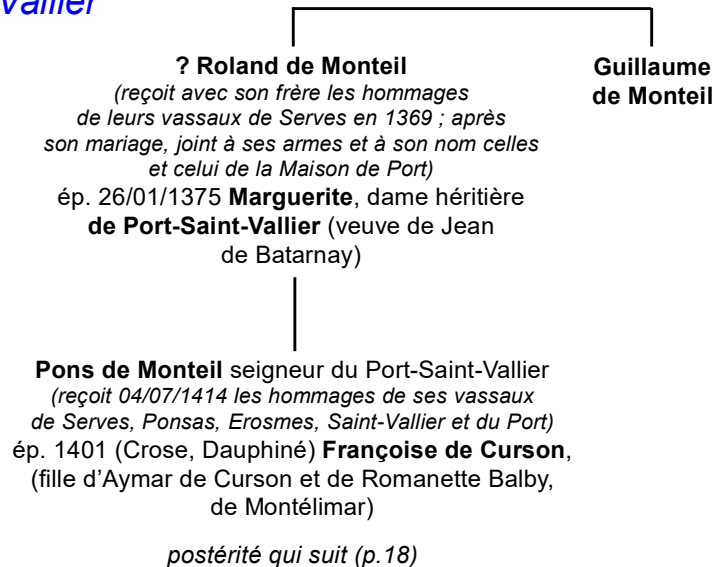 Vallier
? Roland de Monteil
(reçoit avec son frère les hommages
de leurs vassaux de Serves en 1369 ; après
son mariage, joint à ses armes et à son nom celles
et celui de la Maison de Port)
ép. 26/01/1375 Marguerite, dame héritière
de Port-Saint-Vallier (veuve de Jean
de Batarnay)
Guillaume
de Monteil
Pons de Monteil seigneur du Port-Saint-Vallier
(reçoit 04/07/1414 les hommages de ses vassaux
de Serves, Ponsas, Erosmes, Saint-Vallier et du Port)
ép. 1401 (Crose, Dauphiné) Françoise de Curson,
(fille d’Aymar de Curson et de Romanette Balby,
de Montélimar)
postérité qui suit (p.18)